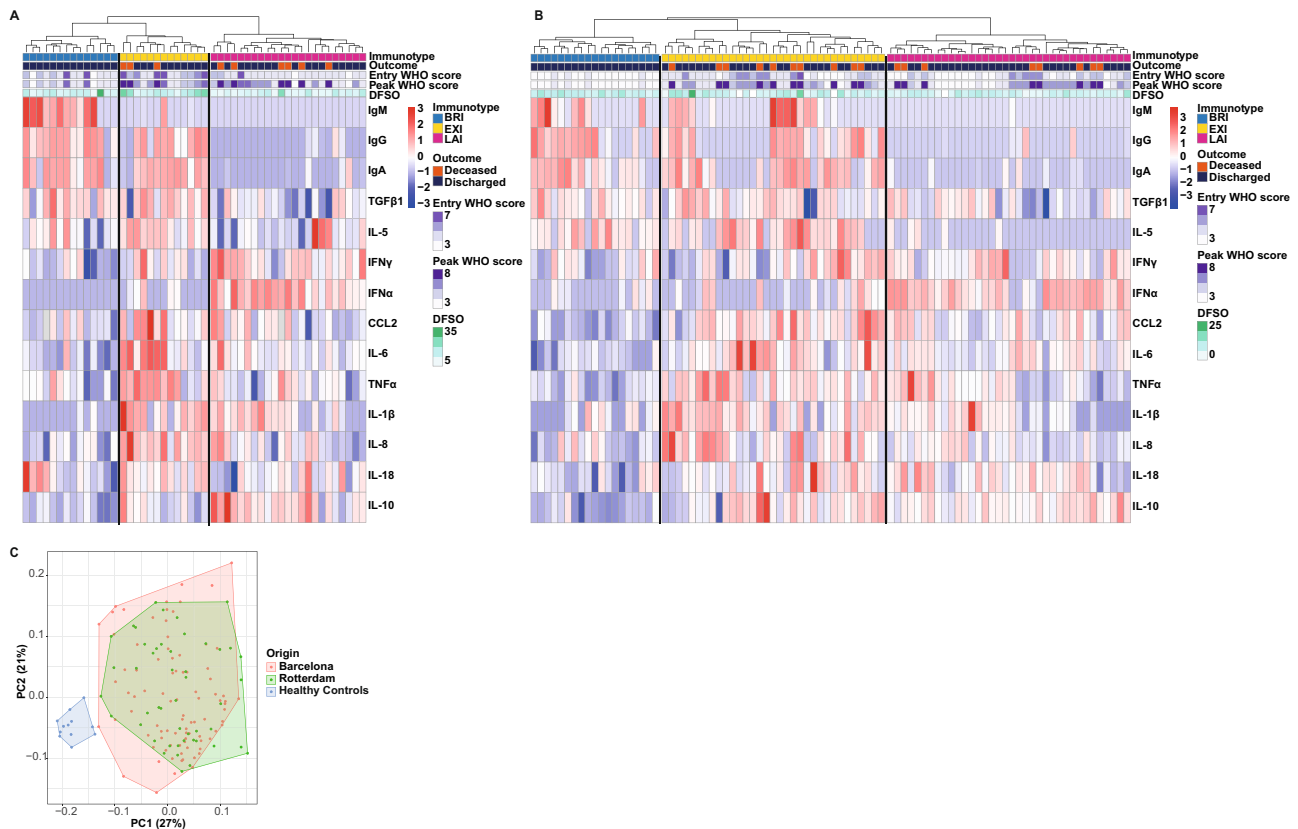 A
Immunotype
Outcome
Entry WHO score
Peak WHO score
DFSO
IgM
IgG
IgA
TGFβ1
IL-5
IFNγ
IFNα
CCL2
IL-6
TNFα
IL-1β
IL-8
IL-18
IL-10
3
2
1
0
−1
−2
−3
Immunotype
BRI
EXI
LAI
Outcome
Deceased
Discharged
Entry WHO score
7
3
Peak WHO score
8
3
DFSO
35
5
B
Immunotype
Outcome
Entry WHO score
Peak WHO score
DFSO
IgM
IgG
IgA
TGFβ1
IL-5
IFNγ
IFNα
CCL2
IL-6
TNFα
IL-1β
IL-8
IL-18
IL-10
3
2
1
0
−1
−2
−3
Immunotype
BRI
EXI
LAI
Outcome
Deceased
Discharged
Entry WHO score
7
3
Peak WHO score
8
3
DFSO
25
0
C
PC2 (21%)
0.2
0.1
0.0
−0.1
−0.2 −0.1 0.0 0.1
PC1 (27%)
Origin
Barcelona
Rotterdam
Healthy Controls